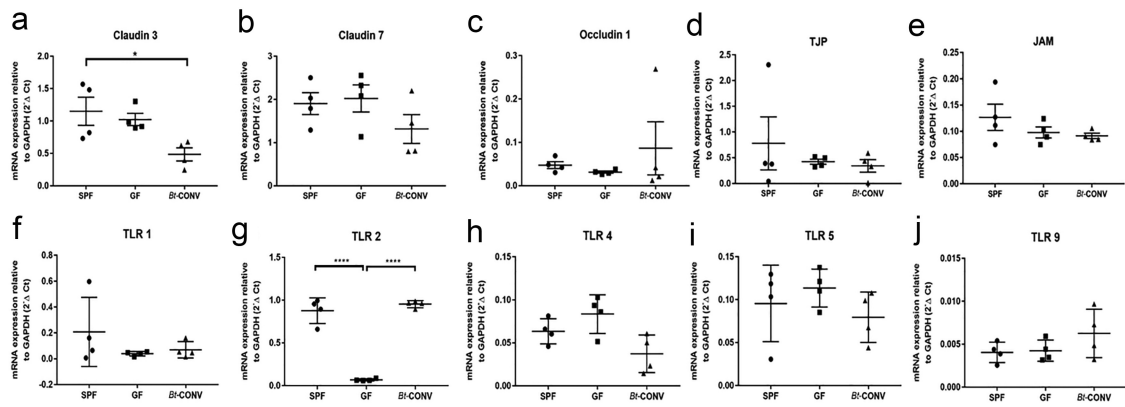 a
Claudin 3
mRNA expression relative
to GAPDH (2^Δ Ct)
2.0
1.5
1.0
0.5
0.0
*
SPF GF Bt-CONV
b
Claudin 7
mRNA expression relative
to GAPDH (2^Δ Ct)
3
2
1
0
SPF GF Bt-CONV
c
Occludin 1
mRNA expression relative
to GAPDH (2^Δ Ct)
0.3
0.2
0.1
0.0
SPF GF Bt-CONV
d
TJP
mRNA expression relative
to GAPDH (2^Δ Ct)
2.5
2.0
1.5
1.0
0.5
0.0
SPF GF Bt-CONV
e
JAM
mRNA expression relative
to GAPDH (2^Δ Ct)
0.25
0.20
0.15
0.10
0.05
0.00
SPF GF Bt-CONV
f
TLR 1
mRNA expression relative
to GAPDH (2^Δ Ct)
0.8
0.6
0.4
0.2
0.0
-0.2
SPF GF Bt-CONV
g
TLR 2
mRNA expression relative
to GAPDH (2^Δ Ct)
1.5
1.0
0.5
0.0
**** ****
SPF GF Bt-CONV
h
TLR 4
mRNA expression relative
to GAPDH (2^Δ Ct)
0.15
0.10
0.05
0.00
SPF GF Bt-CONV
i
TLR 5
mRNA expression relative
to GAPDH (2^Δ Ct)
0.15
0.10
0.05
0.00
SPF GF Bt-CONV
j
TLR 9
mRNA expression relative
to GAPDH (2^Δ Ct)
0.015
0.010
0.005
0.000
SPF GF Bt-CONV